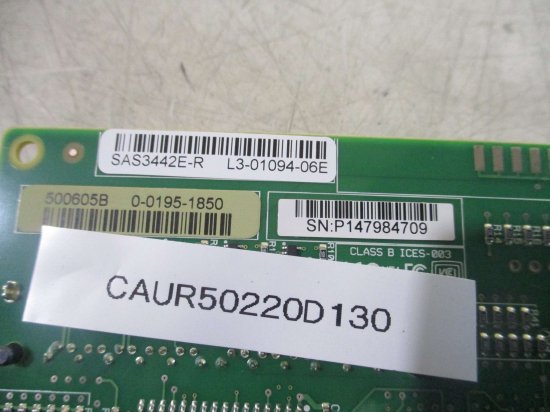 SAS3442E-R L3-01094-06E
500605B 0-0195-1850
SN:P147984709
CLASS B ICES-003
CAUR50220D130